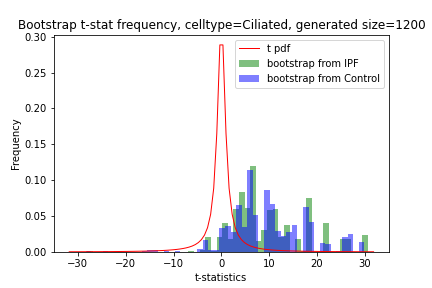 Bootstrap t-stat frequency, celltype=Ciliated, generated size=1200
t pdf
bootstrap from IPF
bootstrap from Control
Frequency
0.30
0.25
0.20
0.15
0.10
0.05
0.00
−30
−20
−10
0
10
20
30
t-statistics